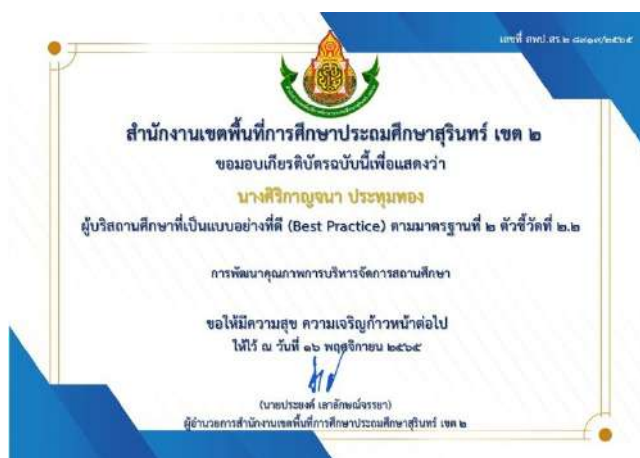 เลขที่ สพป.สร.๒
สำนักงานเขตพื้นที่การศึกษาประถมศึกษาสุรินทร์ เขต ๒
ขอมอบเกียรติบัตรฉบับนี้เพื่อแสดงว่า
นางศิริกาญจนา ประทุมทอง
ผู้บริสถานศึกษาที่เป็นแบบอย่างที่ดี (Best Practice) ตามมาตรฐานที่ ๒ ตัวชี้วัดที่ ๒.๒
การพัฒนาคุณภาพการบริหารจัดการสถานศึกษา
ขอให้มีความสุข ความเจริญก้าวหน้าต่อไป
ให้ไว้ ณ วันที่ ๑๖ พฤศจิกายน ๒๕๖๕
(นายประยงค์ เลาลักษณ์จรรยา)
ผู้อำนวยการสำนักงานเขตพื้นที่การศึกษาประถมศึกษาสุรินทร์ เขต ๒